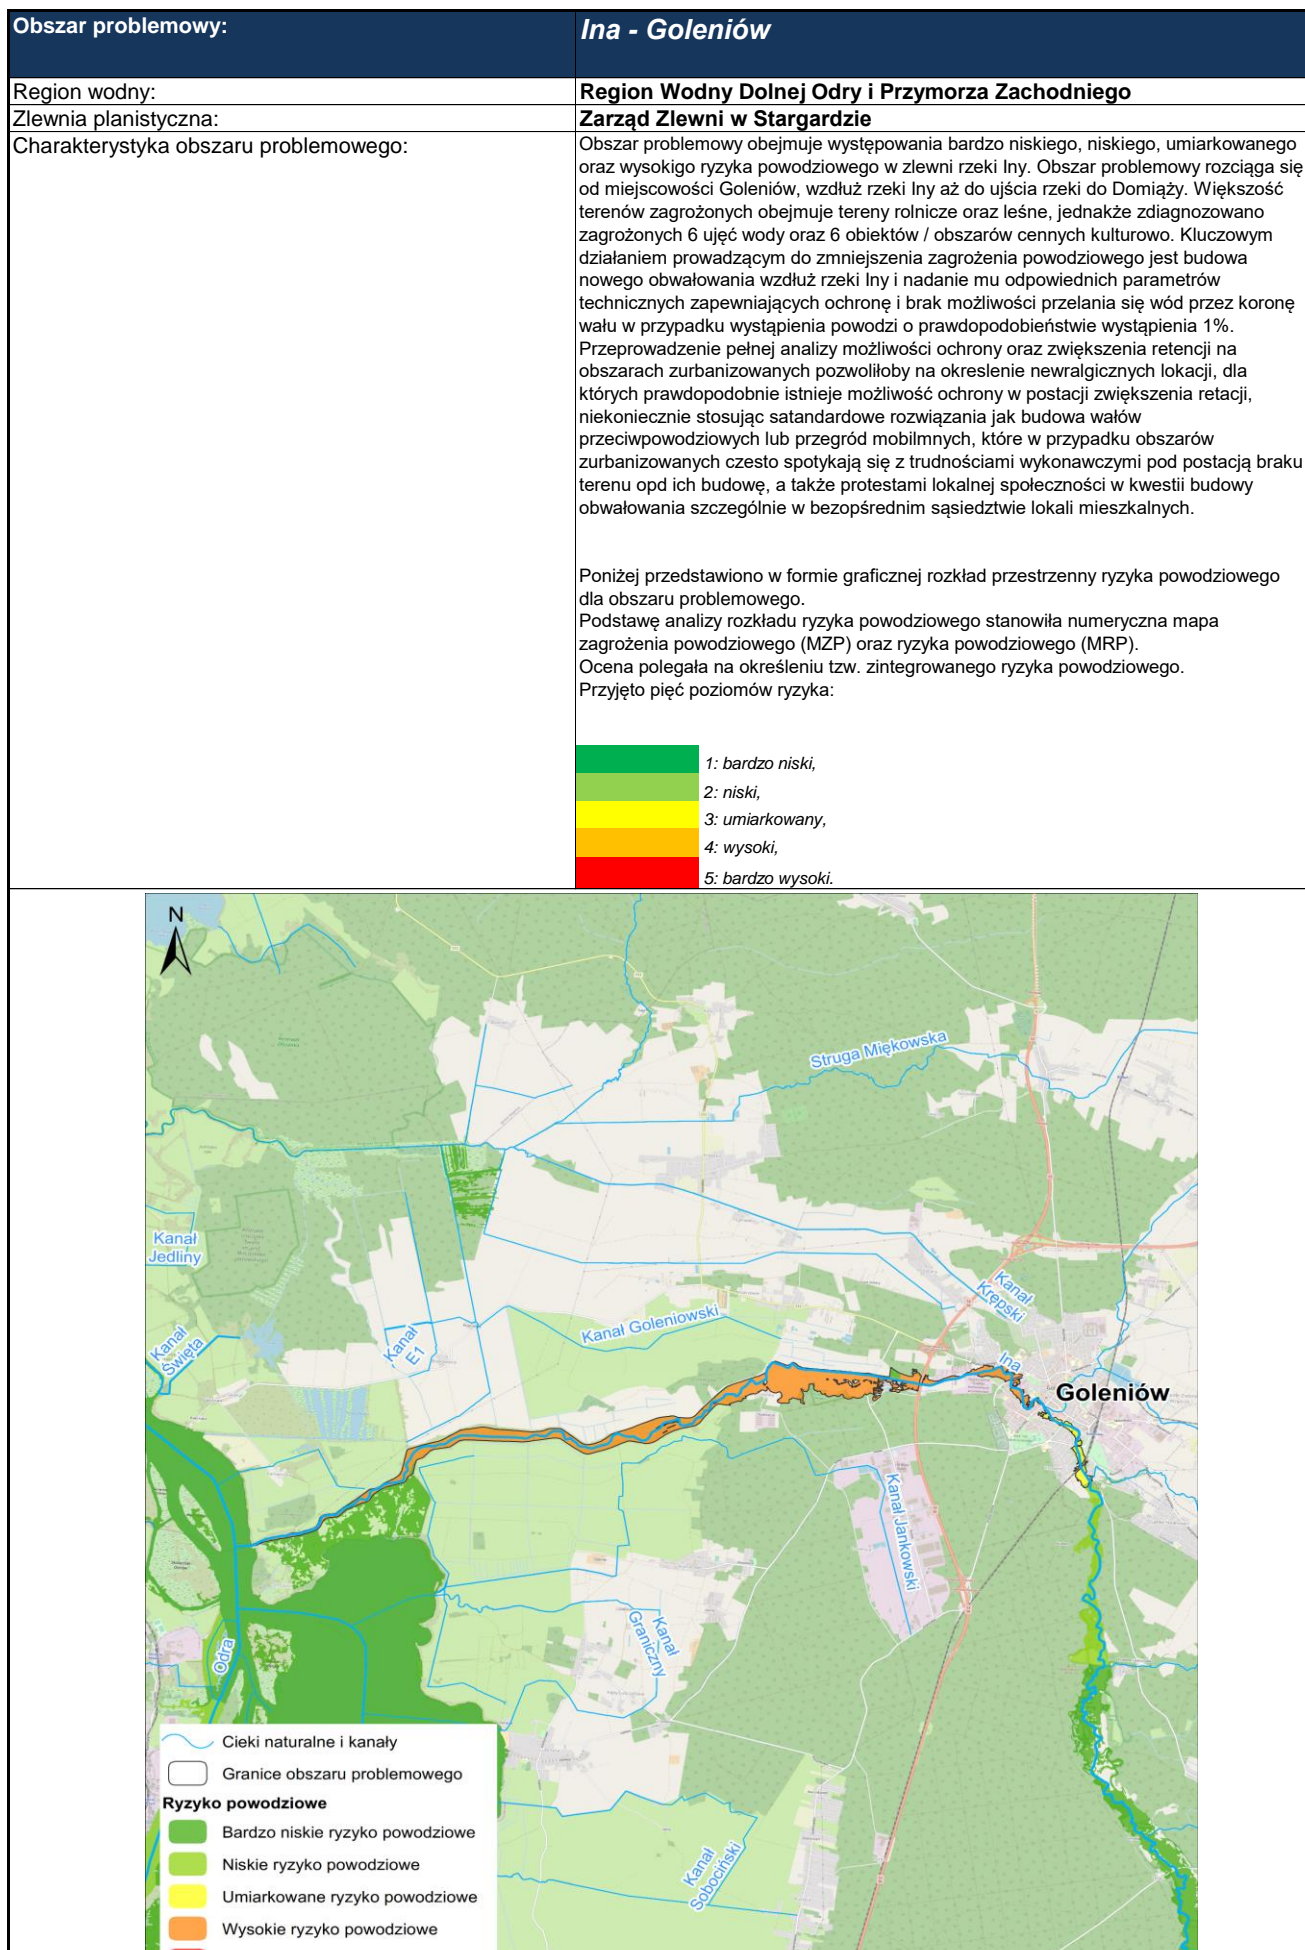 Obszar problemowy:
Ina - Goleniów
Region wodny:
Region Wodny Dolnej Odry i Przymorza Zachodniego
Zlewnia planistyczna:
Zarząd Zlewni w Stargardzie
Charakterystyka obszaru problemiskiego:
Obszar problemowy obejmuje występowania bardzo niskiego, niskiego, umiarkowanego
oraz wysokigo ryzyka powodziowego w zlewni rzeki Iny. Obszar problemowy rozciąga się
od miejscowości Goleniów, wzdłuż rzeki Iny aż do ujścia rzeki do Domiąży. Większość
terenów zagrożonych obejmuje tereny rolnicze oraz leśne, jednakże zdiagnozowano
zagrożonych 6 ujęć wody oraz 6 obiektów / obszarów cennych kulturowo. Kluczowym
działaniem prowadzącym do zmniejszenia zagrożenia powodziowego jest budowa
nowego obwałowania wzdłuż rzeki Iny i nadanie mu odpowiednich parametrów
technicznych zapewniających ochronę i brak możliwości przelania się wód przez koronę
wału w przypadku wystąpienia powodzi o prawdopodobieństwie wystąpienia 1%.
Przeprowadzenie pełnej analizy możliwości ochrony oraz zwiększenia retencji na
obszarach zurbanizowanych pozwoliłoby na okreslenie newralgicznych lokacji, dla
których prawdopodobnie istnieje możliwość ochrony w postacji zwiększenia retacji,
niekoniecznie stosując satandardowe rozwiązania jak budowa wałów
przeciwpowodziowych lub przegród mobilmnych, które w przypadku obszarów
zurbanizowanych czesto spotykają się z trudnościami wykonawczymi pod postacją braku
terenu opd ich budowę, a także protestami lokalnej społeczności w kwestii budowy
obwałowania szczególnie w bezopśrednim sąsiedztwie lokali mieszkalnych.
Poniżej przedstawiono w formie graficznej rozkład przestrzenny ryzyka powodziowego
dla obszaru problemowego.
Podstawę analizy rozkładu ryzyka powodziowego stanowiła numeryczna mapa
zagrożenia powodziowego (MZP) oraz ryzyka powodziowego (MRP).
Ocena polegała na określeniu tzw. zintegrowanego ryzyka powodziowego.
Przyjęto pięć poziomów ryzyka:
1: bardzo niski,
2: niski,
3: umiarkowany,
4: wysoki,
5: bardzo wysoki.
N
Struga Miękowska
Kanał
Jedliny
Kanał
Krępski
Kanał Goleniowski
Kanał
Święta
Kanał
E1
Ina
Goleniów
Kanał Jankowski
Kanał
Graniczny
Odra
Kanał
Sobociński
Cieki naturalne i kanały
Granice obszaru problemowego
Ryzyko powodziowe
Bardzo niskie ryzyko powodziowe
Niskie ryzyko powodziowe
Umiarkowane ryzyko powodziowe
Wysokie ryzyko powodziowe